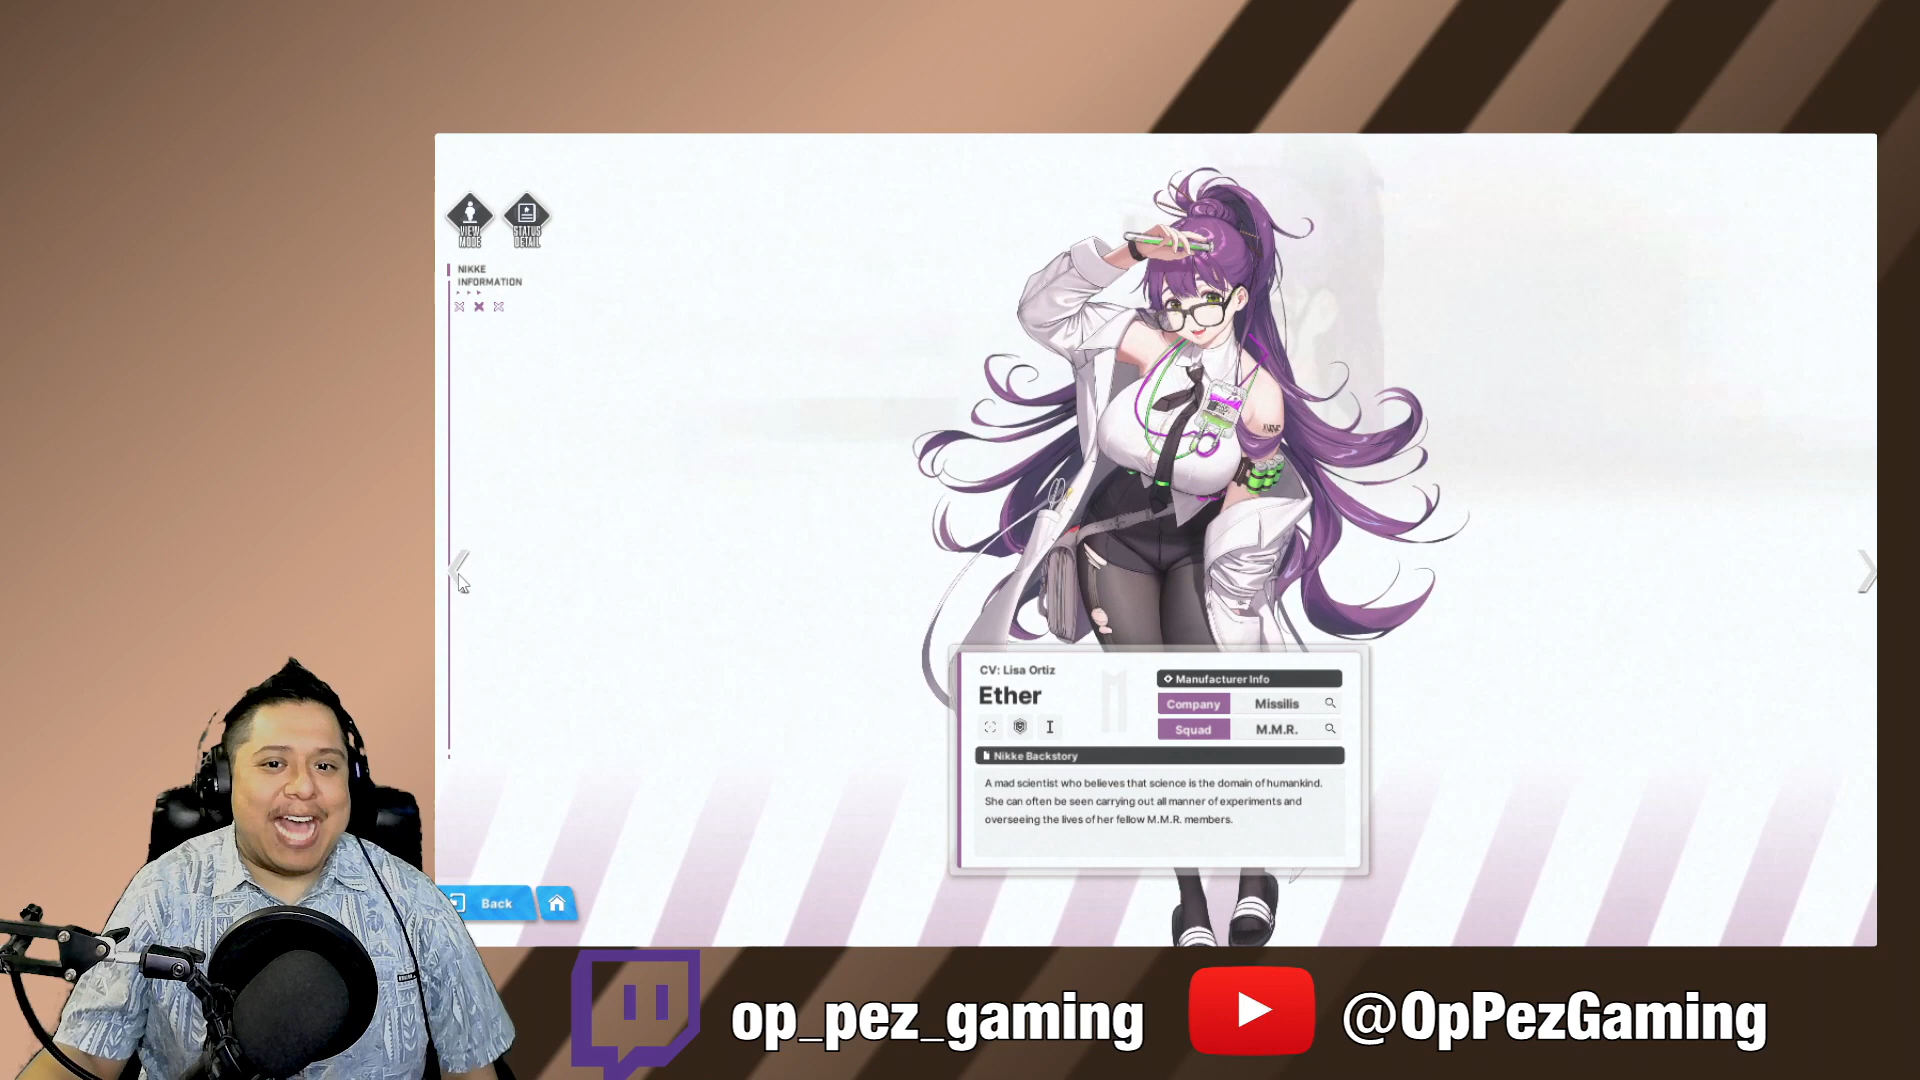 VIEW
MODE
STATUS
DETAIL
NIKKE
INFORMATION
CV: Lisa Ortiz
Ether
Manufacturer Info
Company Missilis
Squad M.M.R.
Nikke Backstory
A mad scientist who believes that science is the domain of humankind.
She can often be seen carrying out all manner of experiments and
overseeing the lives of her fellow M.M.R. members.
Back
op_pez_gaming
@OpPezGaming